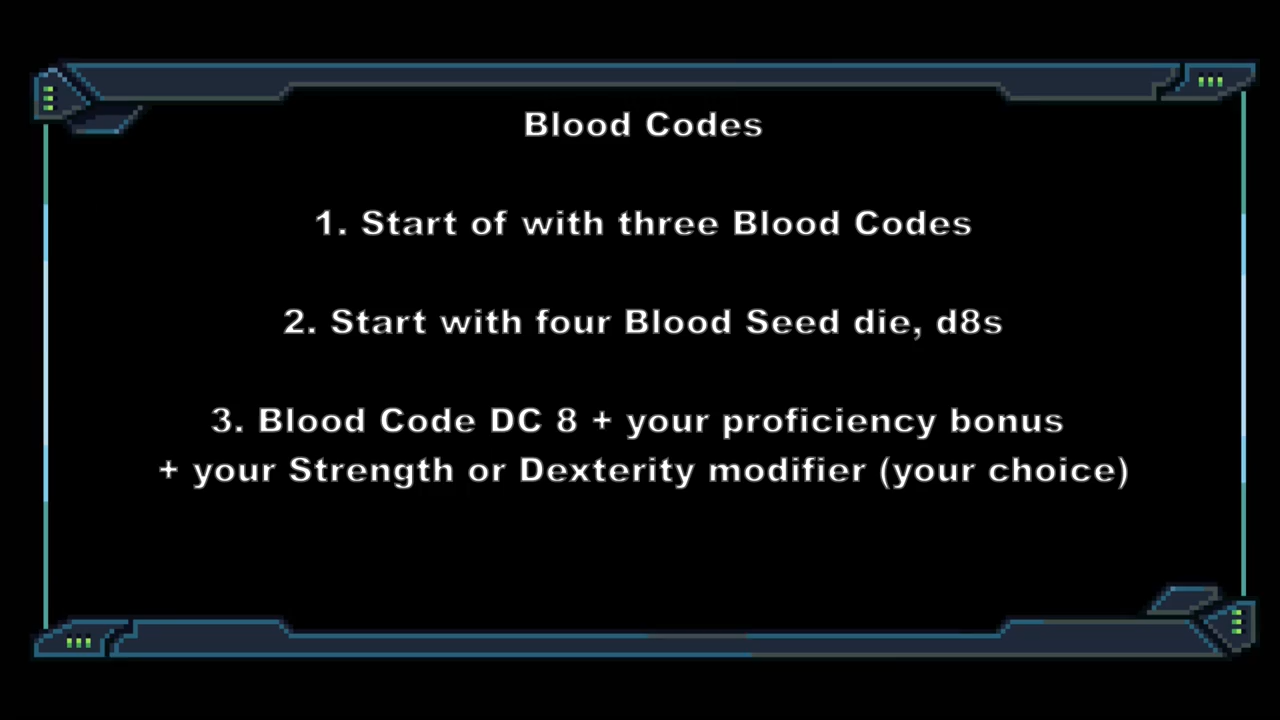 Blood Codes
1. Start of with three Blood Codes
2. Start with four Blood Seed die, d8s
3. Blood Code DC 8 + your proficiency bonus
+ your Strength or Dexterity modifier (your choice)